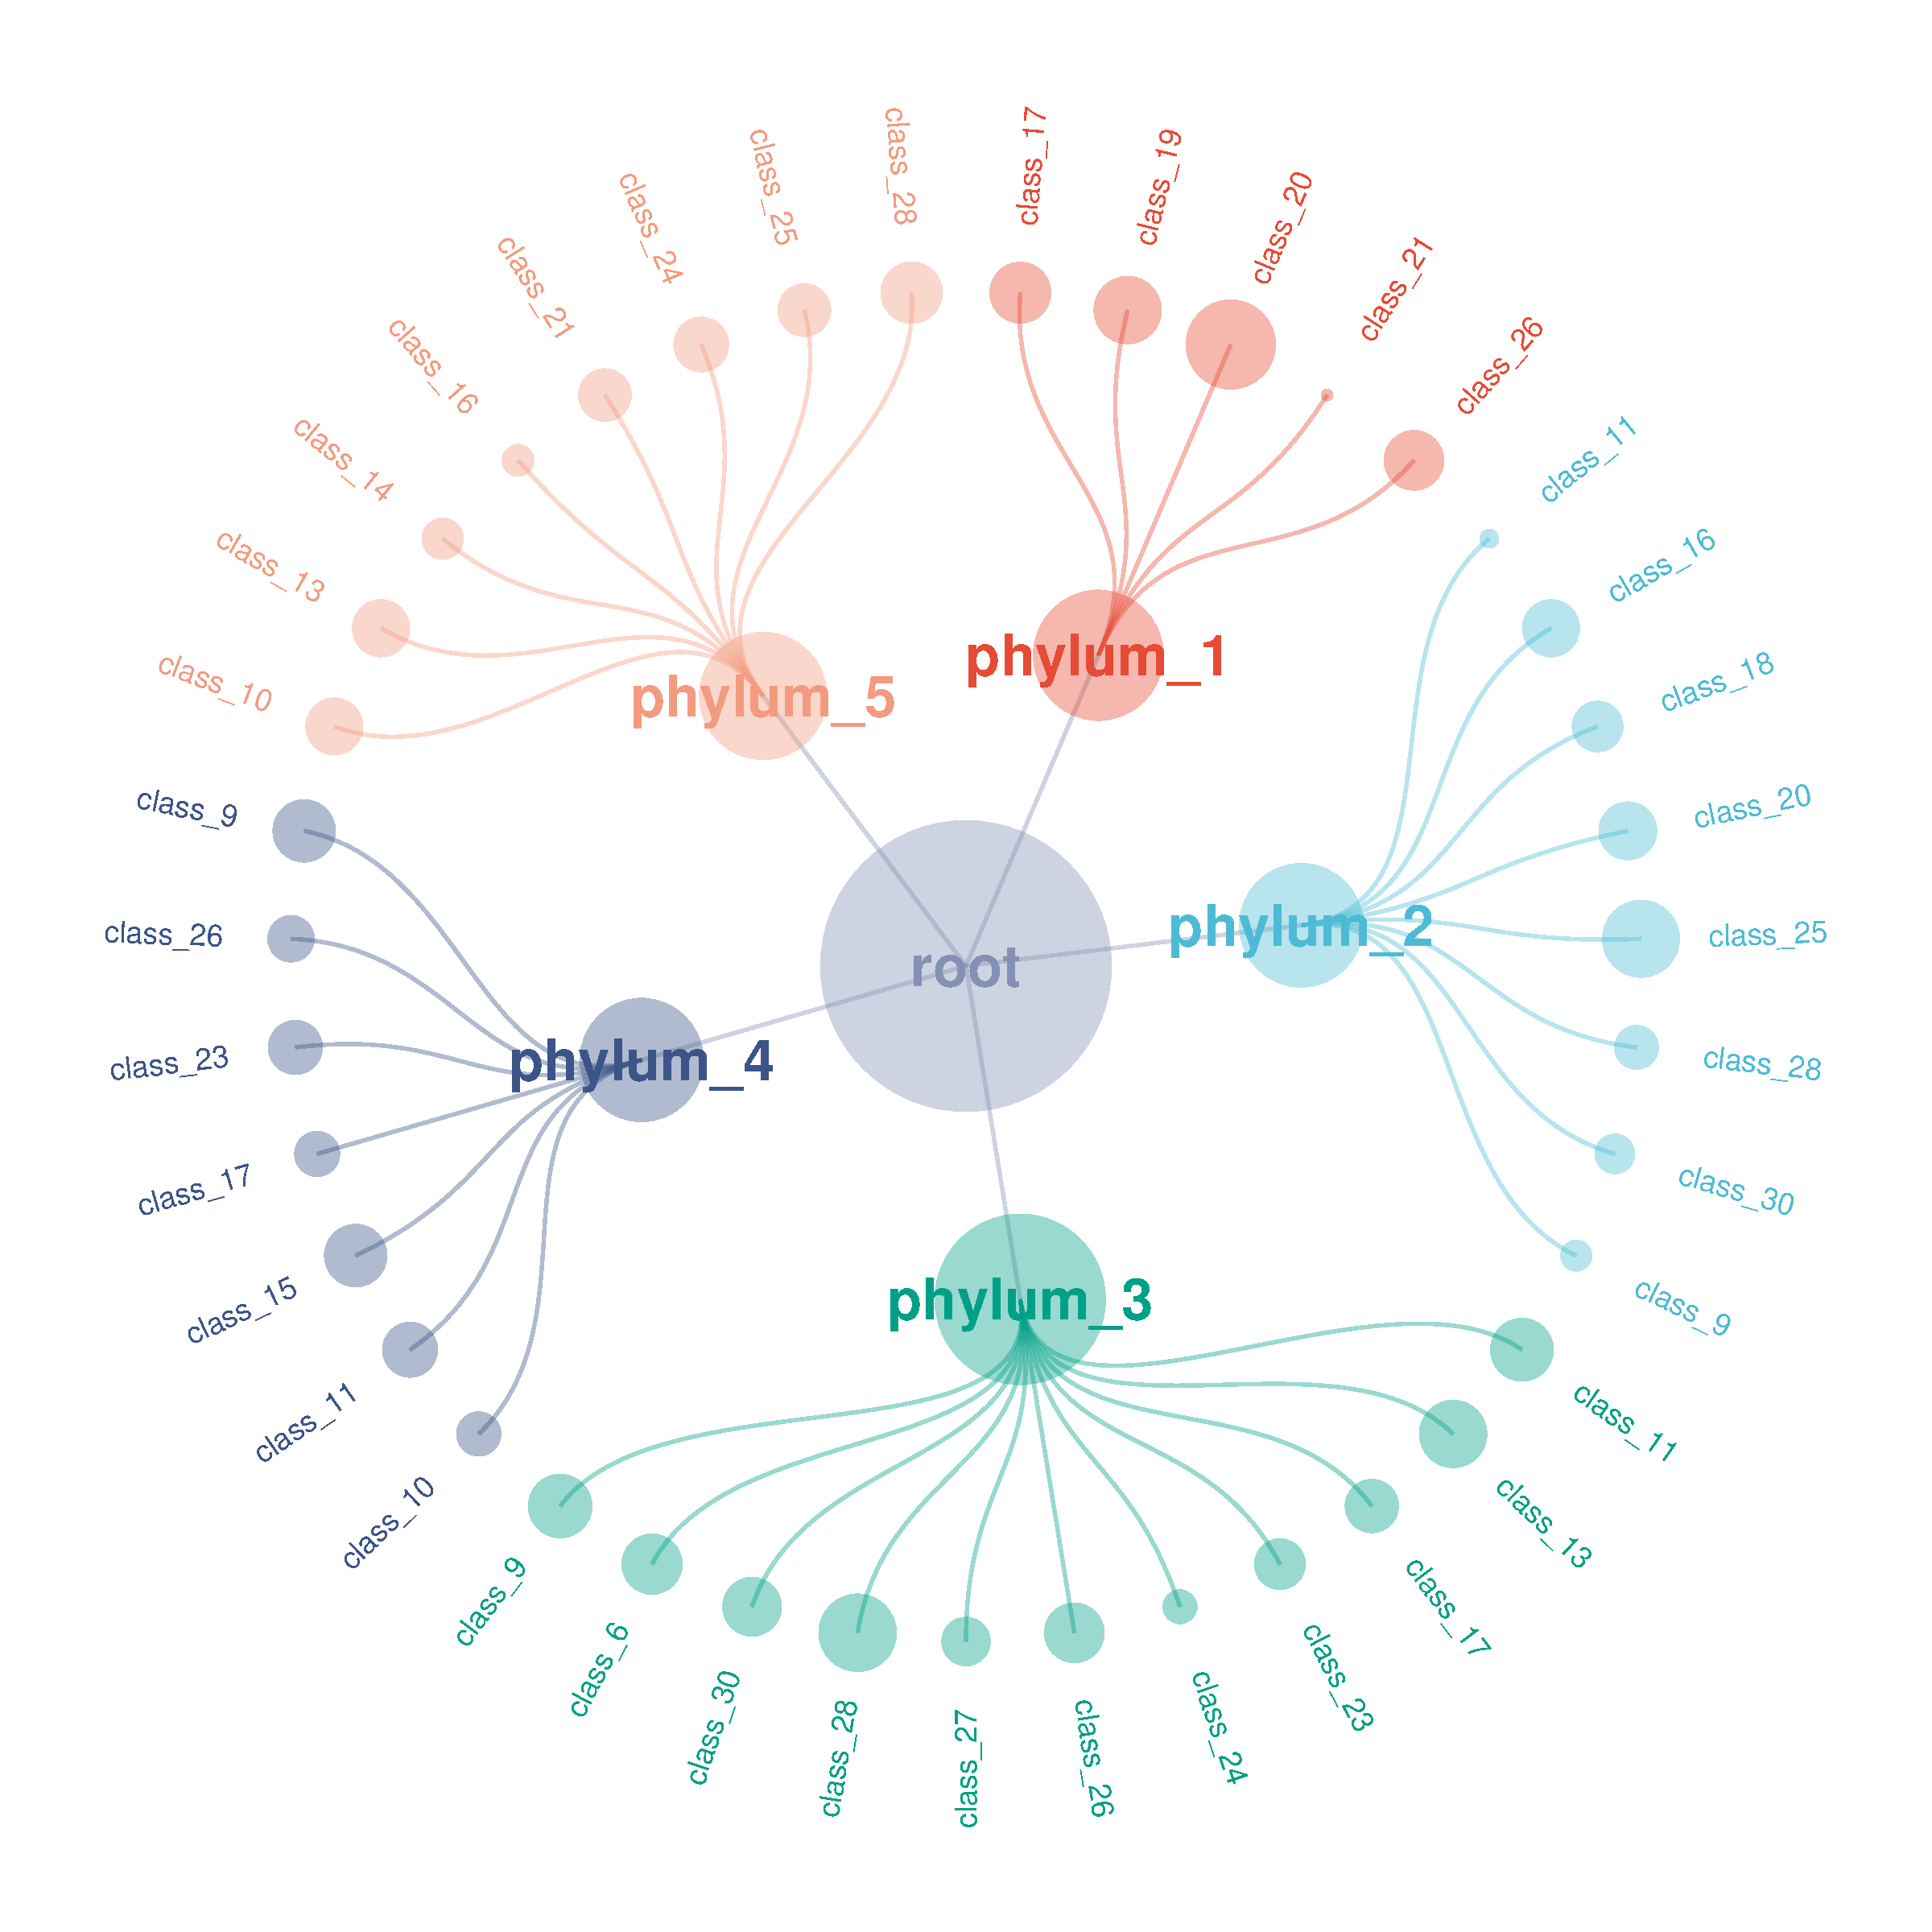 root
phylum_1
class_17
class_19
class_20
class_21
class_26
phylum_2
class_11
class_16
class_18
class_20
class_25
class_28
class_30
class_9
phylum_3
class_11
class_13
class_17
class_23
class_24
class_26
class_27
class_28
class_30
class_6
class_9
phylum_4
class_10
class_11
class_15
class_17
class_23
class_26
class_9
phylum_5
class_10
class_13
class_14
class_16
class_21
class_24
class_25
class_28